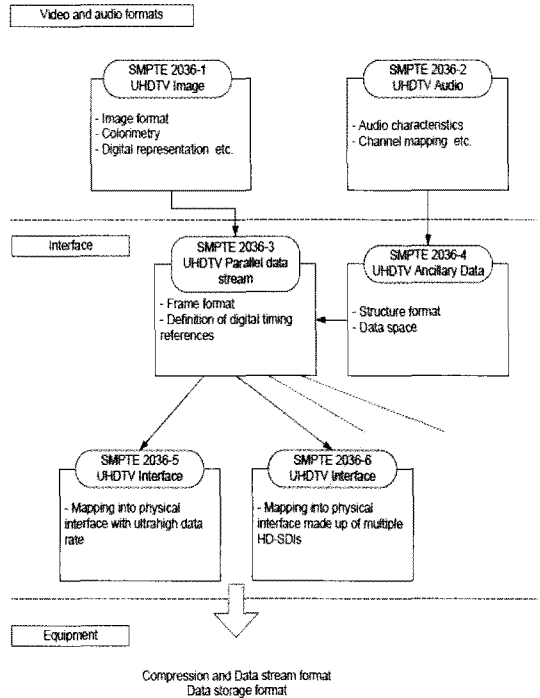 Video and audio formats
SMPTE 2036-1
UHDTV Image
- Image format
- Colorimetry
- Digital representation etc.
SMPTE 2036-2
UHDTV Audio
- Audio characteristics
- Channel mapping etc.
Interface
SMPTE 2036-3
UHDTV Parallel data
stream
- Frame format
- Definition of digital timing
references
SMPTE 2036-4
UHDTV Ancillary Data
- Structure format
- Data space
SMPTE 2036-5
UHDTV Interface
- Mapping into physical
interface with ultrahigh data
rate
SMPTE 2036-6
UHDTV Interface
- Mapping into physical
interface made up of multiple
HD-SDIs
Equipment
Compression and Data stream format
Data storage format